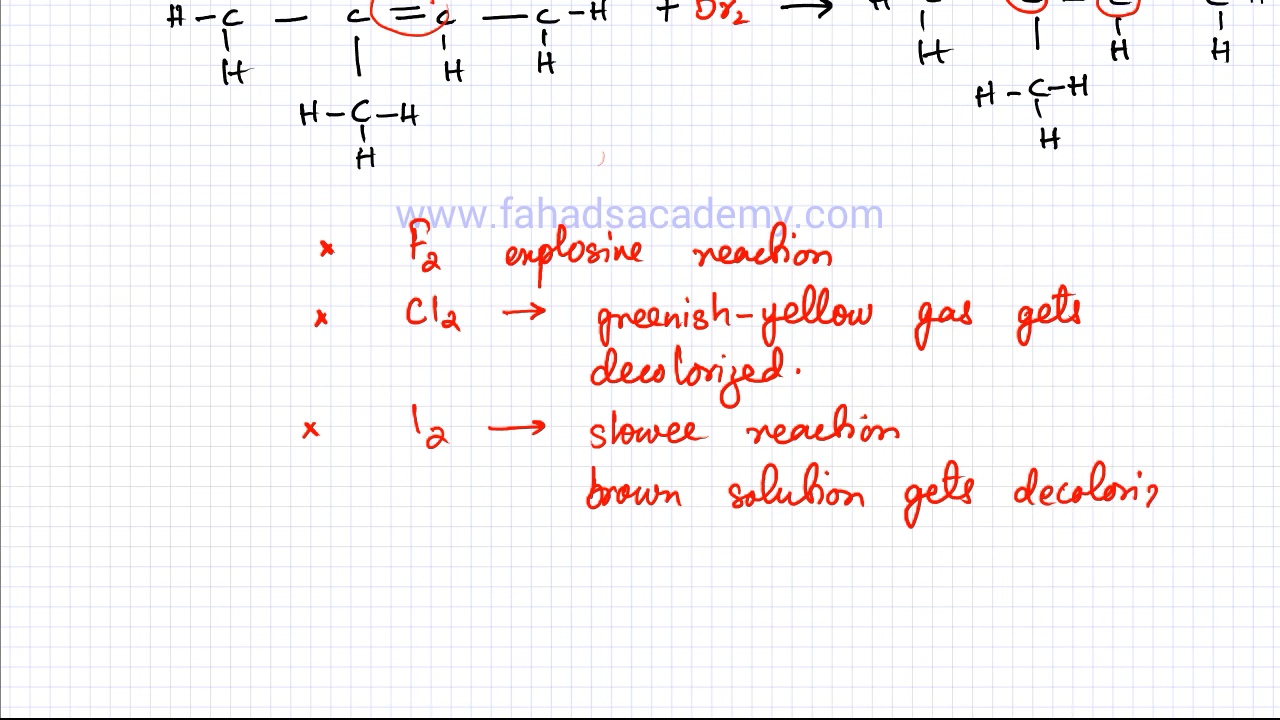 H - C - C = C - C - H + Br2 → H
H H H H H H
H - C - H H - C - H
H H
www.fahadsacademy.com
x F2 explosive reaction
x Cl2 → greenish-yellow gas gets
decolorized.
x I2 → slower reaction
brown solution gets decolori